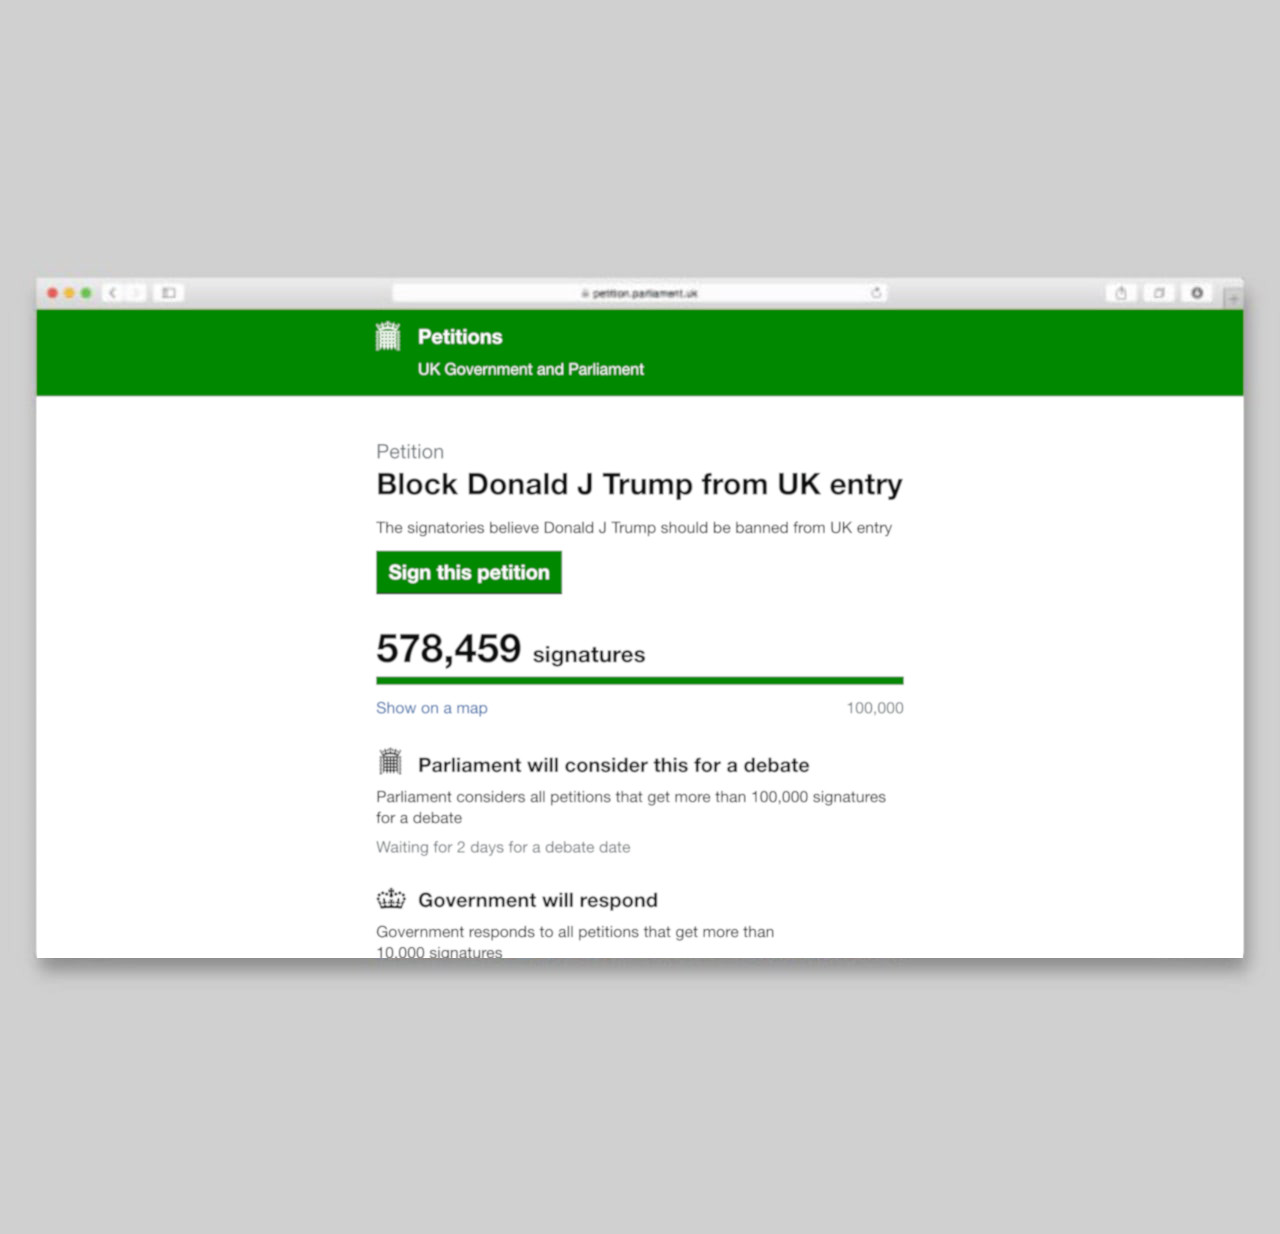 petition.parliament.uk
Petitions
UK Government and Parliament
Petition
Block Donald J Trump from UK entry
The signatories believe Donald J Trump should be banned from UK entry
Sign this petition
578,459 signatures
Show on a map 100,000
Parliament will consider this for a debate
Parliament considers all petitions that get more than 100,000 signatures
for a debate
Waiting for 2 days for a debate date
Government will respond
Government responds to all petitions that get more than
10,000 signatures